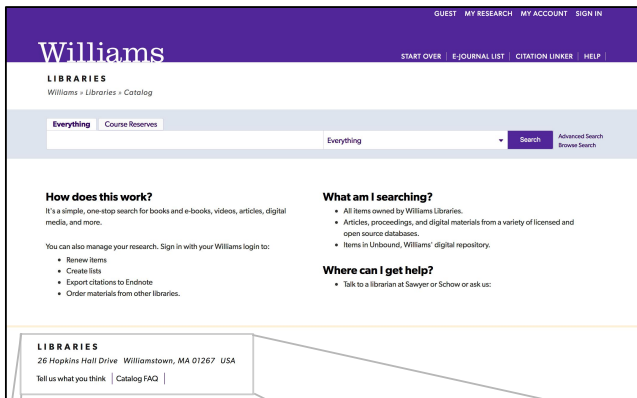 GUEST MY RESEARCH MY ACCOUNT SIGN IN
Williams
START OVER | E-JOURNAL LIST | CITATION LINKER | HELP |
LIBRARIES
Williams » Libraries » Catalog
Everything Course Reserves
Everything Search Advanced Search
Browse Search
How does this work?
It's a simple, one-stop search for books and e-books, videos, articles, digital
media, and more.
You can also manage your research. Sign in with your Williams login to:
• Renew items
• Create lists
• Export citations to Endnote
• Order materials from other libraries.
What am I searching?
• All items owned by Williams Libraries.
• Articles, proceedings, and digital materials from a variety of licensed and
open source databases.
• Items in Unbound, Williams' digital repository.
Where can I get help?
• Talk to a librarian at Sawyer or Schow or ask us:
LIBRARIES
26 Hopkins Hall Drive Williamstown, MA 01267 USA
Tell us what you think | Catalog FAQ |